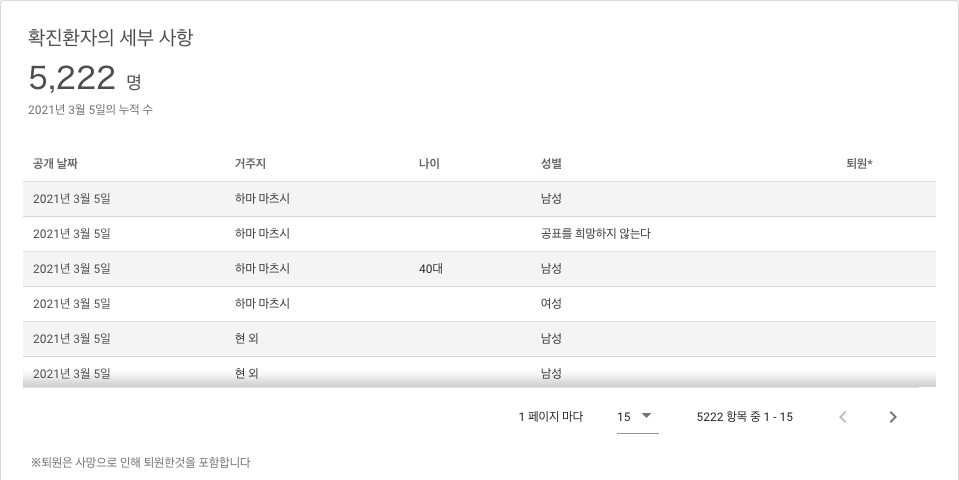 확진환자의 세부 사항
5,222 명
2021년 3월 5일의 누적 수
공개 날짜 거주지 나이 성별 퇴원*
2021년 3월 5일 하마 마츠시 남성
2021년 3월 5일 하마 마츠시 공표를 희망하지 않는다
2021년 3월 5일 하마 마츠시 40대 남성
2021년 3월 5일 하마 마츠시 여성
2021년 3월 5일 현 외 남성
2021년 3월 5일 현 외 남성
1 페이지 마다 15 5222 항목 중 1 - 15
※퇴원은 사망으로 인해 퇴원한것을 포함합니다